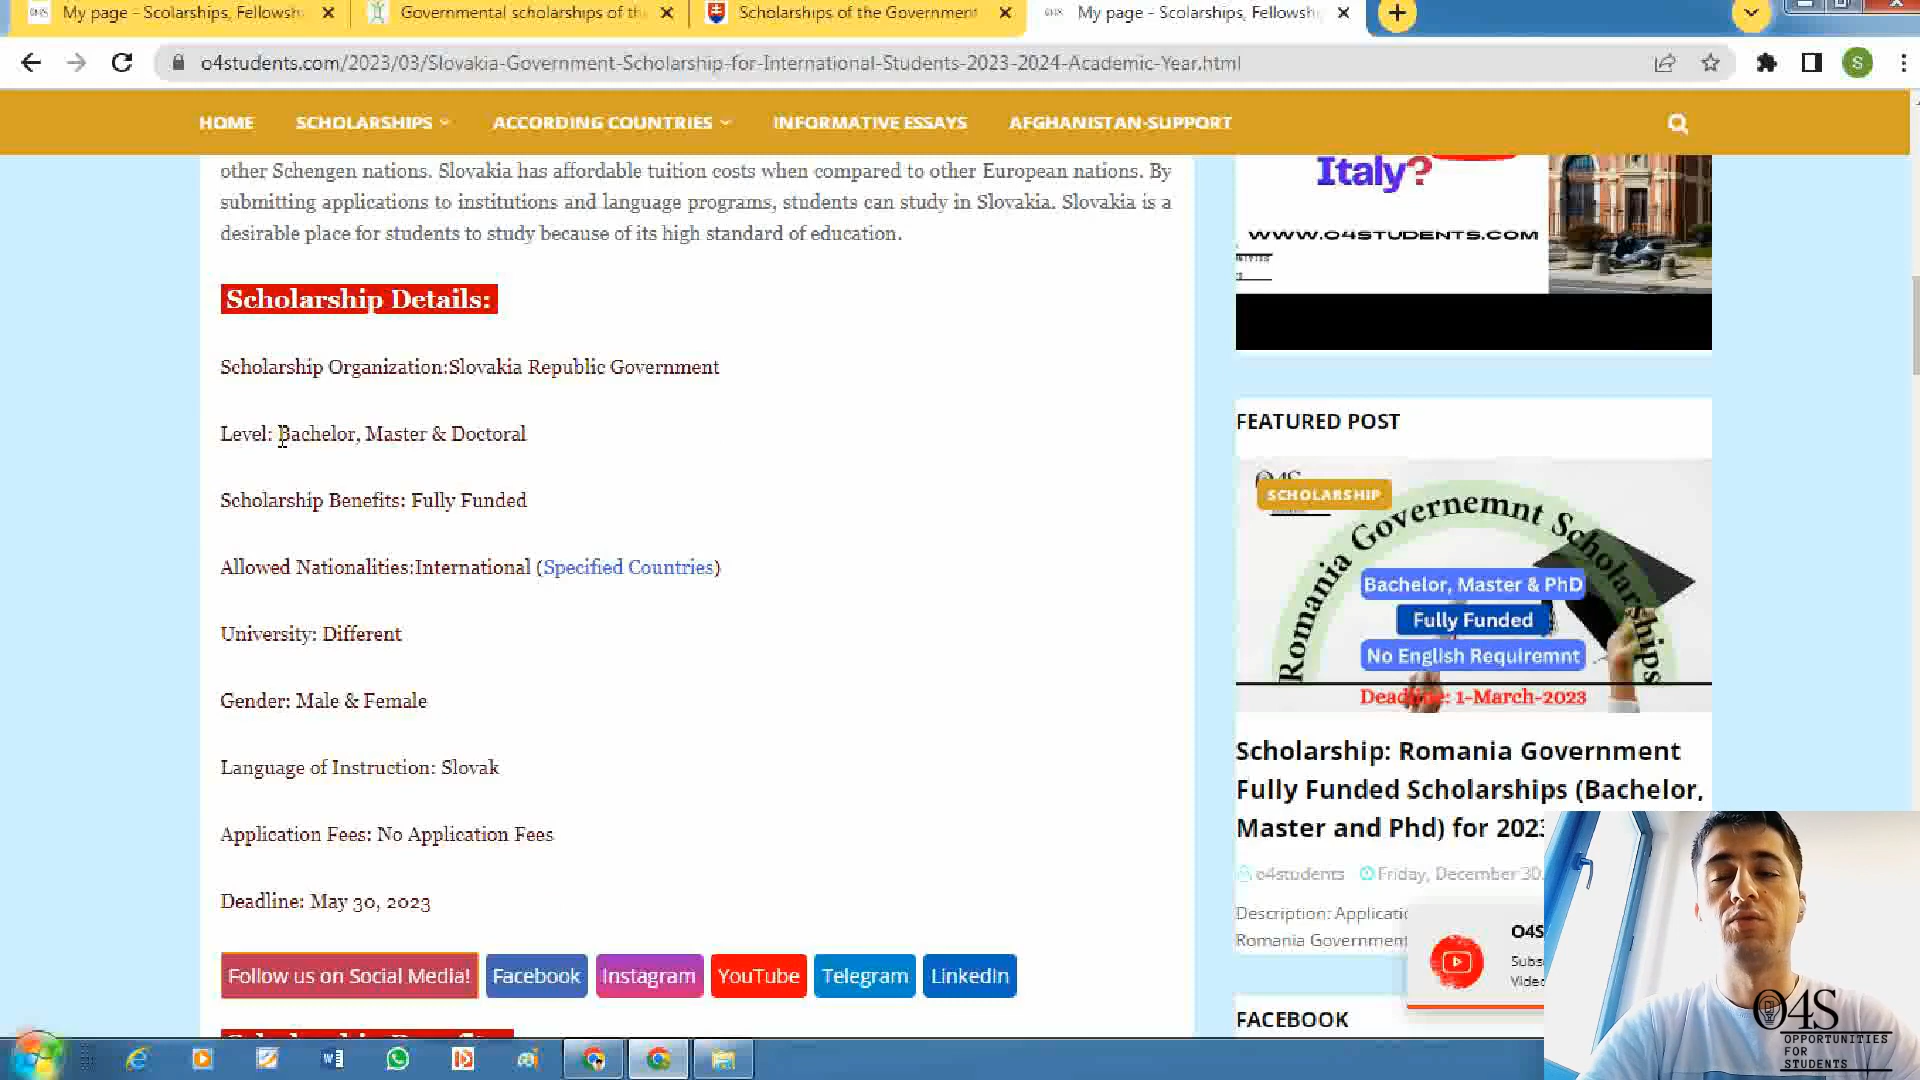 My page - Scolarships, Fellowsh
Governmental scholarships of th
Scholarships of the Government
My page - Scolarships, Fellowshi
o4students.com/2023/03/Slovakia-Government-Scholarship-for-International-Students-2023-2024-Academic-Year.html
S
HOME
SCHOLARSHIPS
ACCORDING COUNTRIES
INFORMATIVE ESSAYS
AFGHANISTAN-SUPPORT
other Schengen nations. Slovakia has affordable tuition costs when compared to other European nations. By
submitting applications to institutions and language programs, students can study in Slovakia. Slovakia is a
desirable place for students to study because of its high standard of education.
Scholarship Details:
Scholarship Organization:Slovakia Republic Government
Level: Bachelor, Master & Doctoral
Scholarship Benefits: Fully Funded
Allowed Nationalities:International (Specified Countries)
University: Different
Gender: Male & Female
Language of Instruction: Slovak
Application Fees: No Application Fees
Deadline: May 30, 2023
Follow us on Social Media!
Facebook
Instagram
YouTube
Telegram
LinkedIn
Italy?
WWW.O4STUDENTS.COM
FEATURED POST
SCHOLARSHIP
Romania Governemnt Scholarships
Bachelor, Master & PhD
Fully Funded
No English Requiremnt
Deadline: 1-March-2023
Scholarship: Romania Government
Fully Funded Scholarships (Bachelor,
Master and Phd) for 2023
o4students
Friday, December 30,
Description: Applicatio
Romania Government
O4S
Subs
Video
FACEBOOK
O4S
OPPORTUNITIES
FOR
STUDENTS